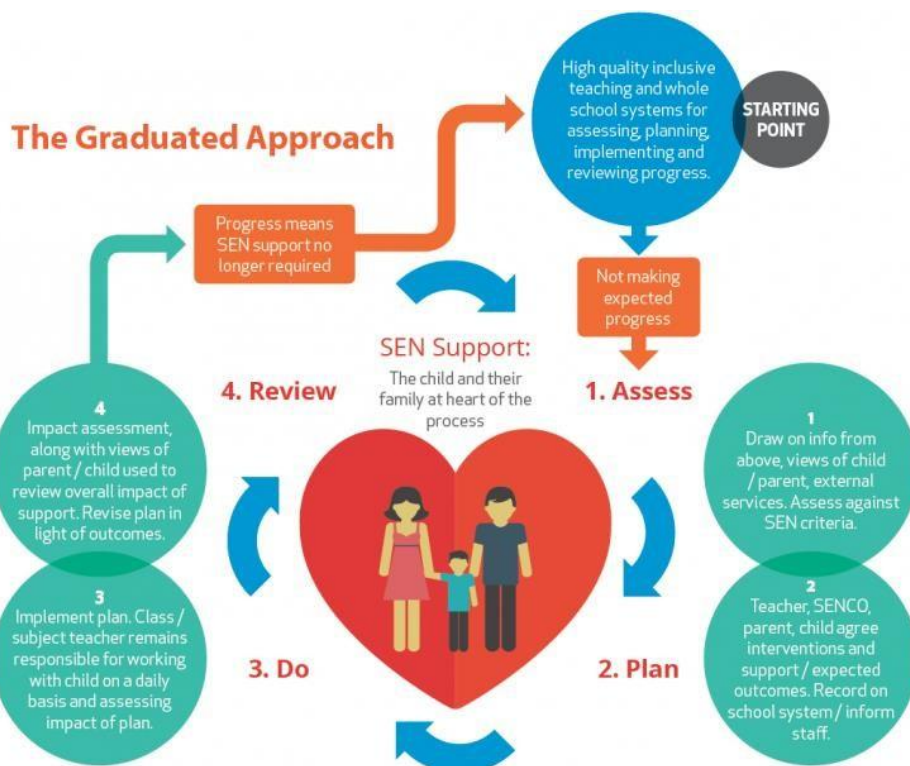 The Graduated Approach
High quality inclusive
teaching and whole
school systems for
assessing, planning,
implementing and
reviewing progress.
STARTING
POINT
Progress means
SEN support no
longer required
Not making
expected
progress
SEN Support:
The child and their
family at heart of the
process
4. Review
1. Assess
4
Impact assessment,
along with views of
parent / child used to
review overall impact of
support. Revise plan in
light of outcomes.
1
Draw on info from
above, views of child
/ parent, external
services. Assess against
SEN criteria.
3
Implement plan. Class /
subject teacher remains
responsible for working
with child on a daily
basis and assessing
impact of plan.
3. Do
2. Plan
2
Teacher, SENCO,
parent, child agree
interventions and
support / expected
outcomes. Record on
school system / inform
staff.